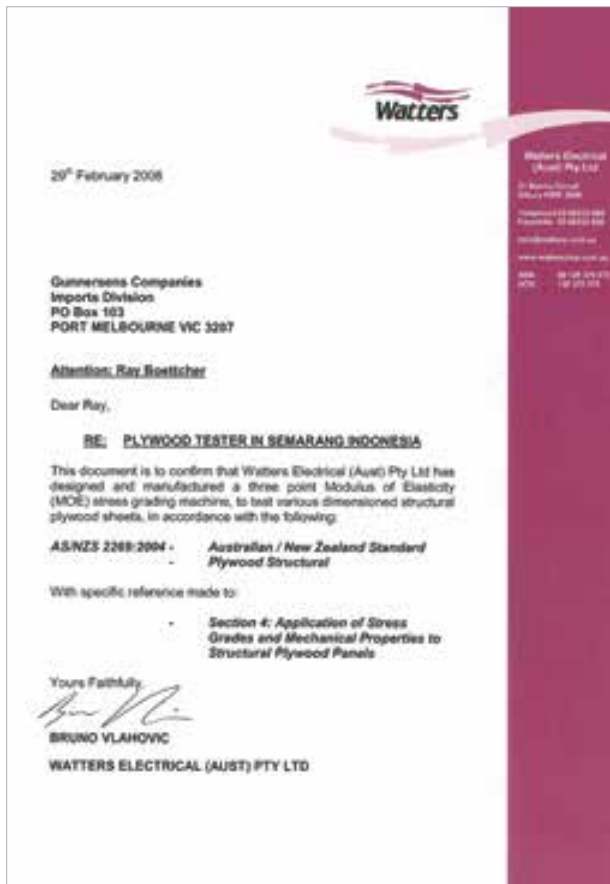 Watters
29th February 2008
Watters Electrical
(Aust) Pty Ltd
Gunnersens Companies
Imports Division
PO Box 103
PORT MELBOURNE VIC 3207
Attention: Ray Boettcher
Dear Ray,
RE: PLYWOOD TESTER IN SEMARANG INDONESIA
This document is to confirm that Watters Electrical (Aust) Pty Ltd has
designed and manufactured a three point Modulus of Elasticity
(MOE) stress grading machine, to test various dimensioned structural
plywood sheets, in accordance with the following:
AS/NZS 2269:2004 - Australian / New Zealand Standard
- Plywood Structural
With specific reference made to:
- Section 4: Application of Stress
Grades and Mechanical Properties to
Structural Plywood Panels
Yours Faithfully,
BRUNO VLAHOVIC
WATTERS ELECTRICAL (AUST) PTY LTD